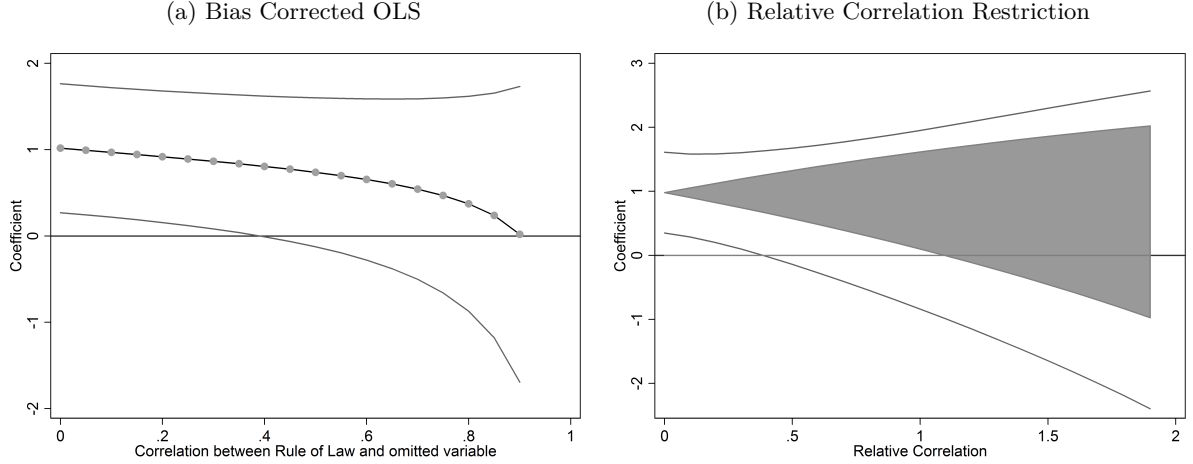 (a) Bias Corrected OLS
2
1
0
-1
-2
Coefficient
0 .2 .4 .6 .8 1
Correlation between Rule of Law and omitted variable
(b) Relative Correlation Restriction
3
2
1
0
-1
-2
Coefficient
0 .5 1 1.5 2
Relative Correlation